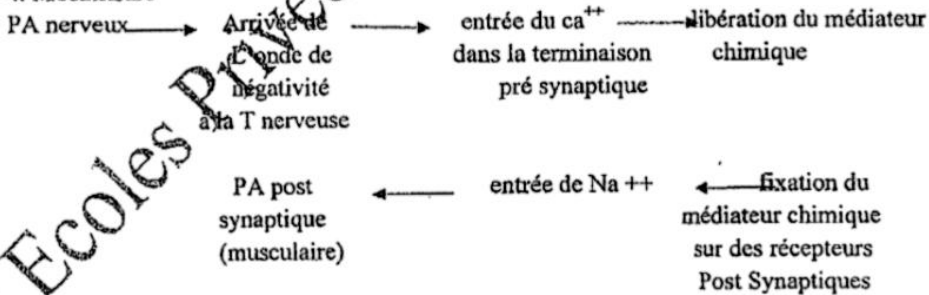 PA nerveux Arrivée de entrée du ca++ libération du médiateur
L'onde de dans la terminaison chimique
négativité pré synaptique
à la T nerveuse
PA post entrée de Na ++ fixation du
synaptique médiateur chimique
(musculaire) sur des récepteurs
Post Synaptiques
Ecoles